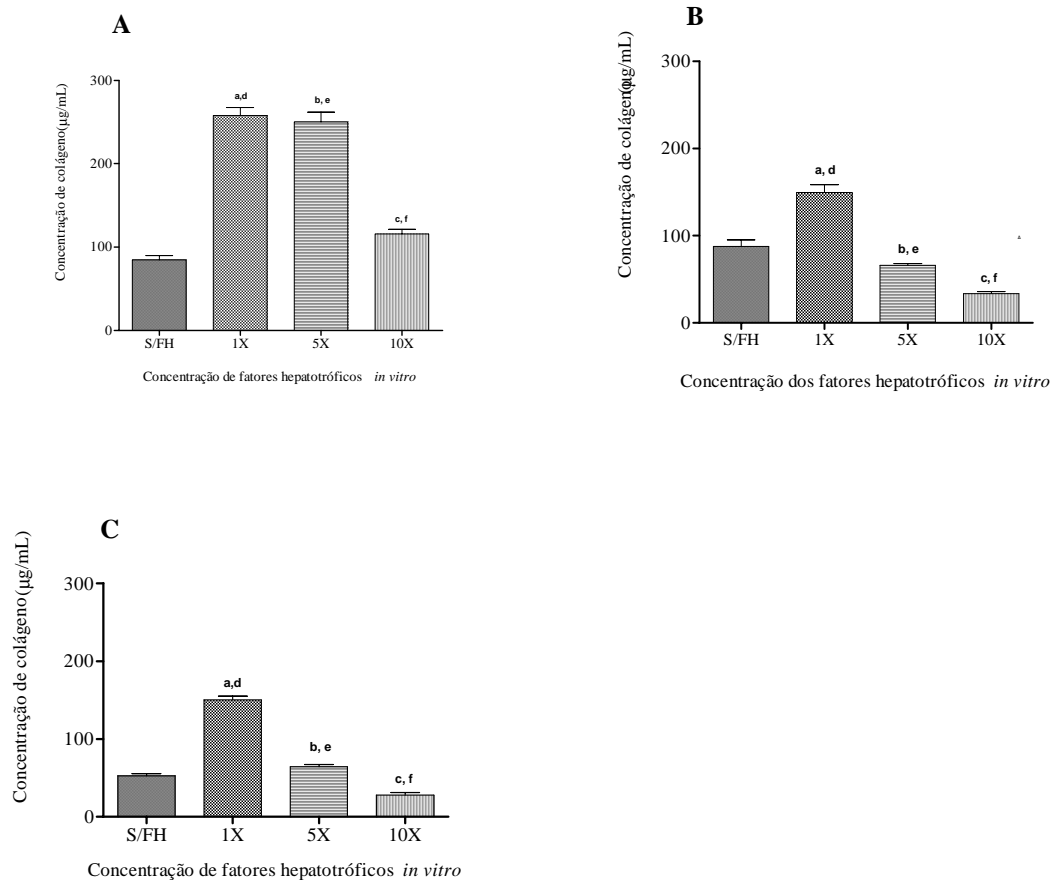 A
Concentração de colágeno(µg/mL)
300
200
100
0
a,d
b, e
c, f
S/FH 1X 5X 10X
Concentração de fatores hepatotróficos in vitro
B
Concentração de colágeno(µg/mL)
300
200
100
0
a, d
b, e
c, f
S/FH 1X 5X 10X
Concentração dos fatores hepatotróficos in vitro
C
Concentração de colágeno(µg/mL)
300
200
100
0
a,d
b, e
c, f
S/FH 1X 5X 10X
Concentração de fatores hepatotróficos in vitro